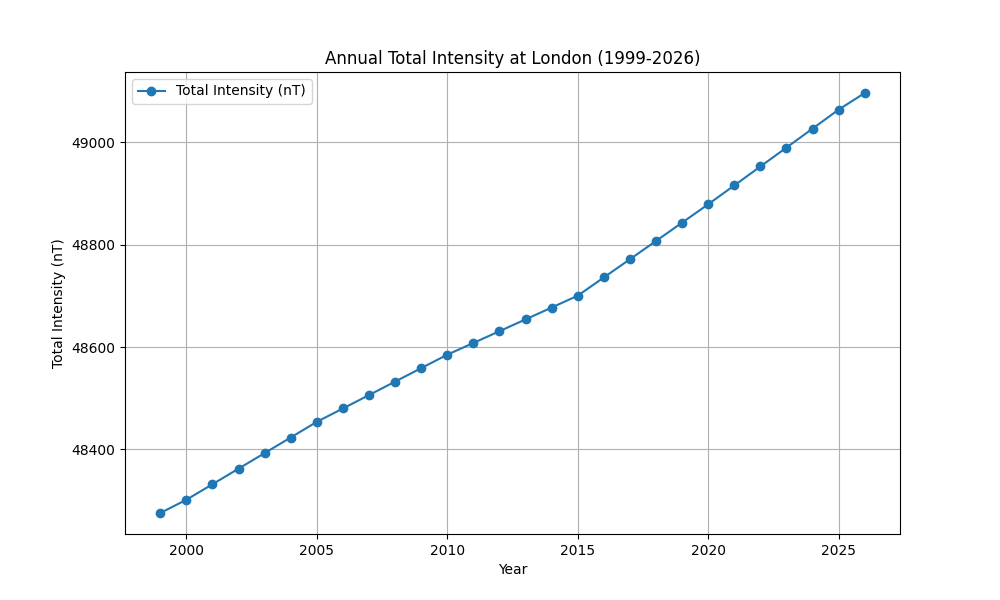 Annual Total Intensity at London (1999-2026)
Total Intensity (nT)
Total Intensity (nT)
49000
48800
48600
48400
2000 2005 2010 2015 2020 2025
Year